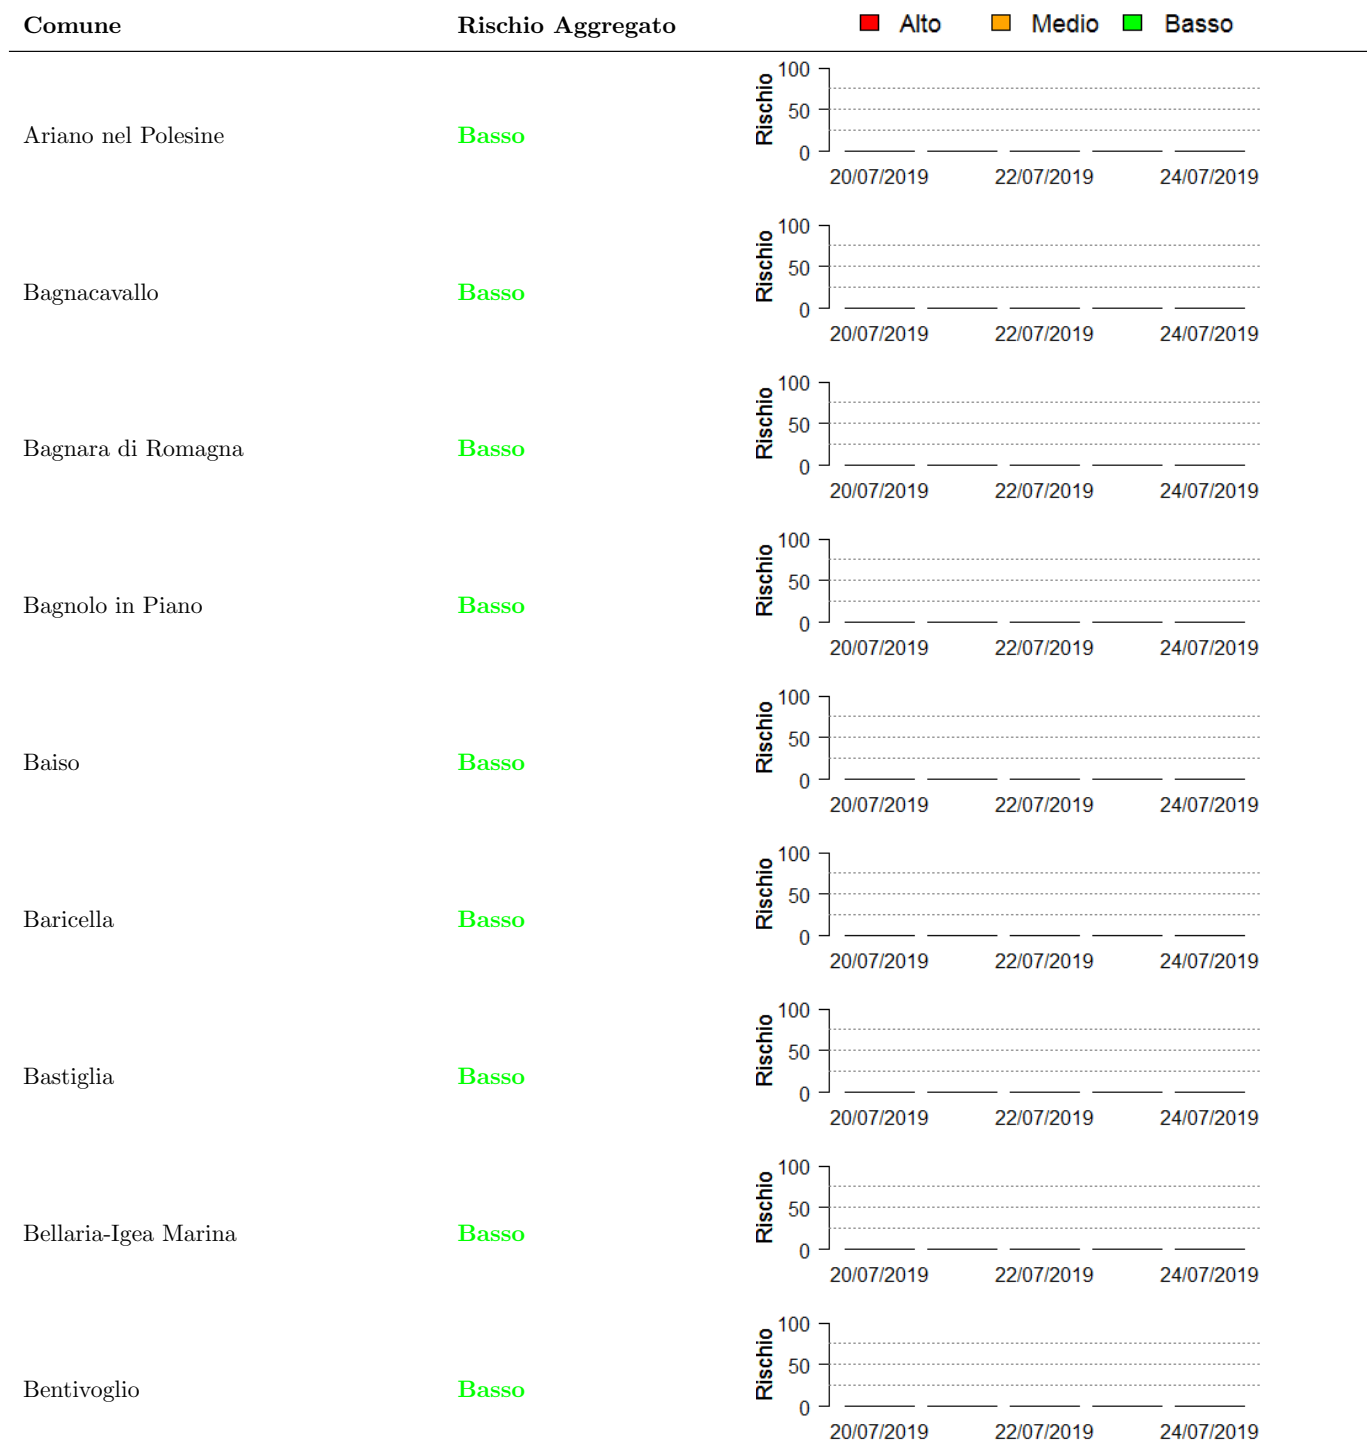 Comune Rischio Aggregato Alto Medio Basso
100
50
0
Rischio
Ariano nel Polesine Basso
20/07/2019 22/07/2019 24/07/2019
100
50
0
Rischio
Bagnacavallo Basso
20/07/2019 22/07/2019 24/07/2019
100
50
0
Rischio
Bagnara di Romagna Basso
20/07/2019 22/07/2019 24/07/2019
100
50
0
Rischio
Bagnolo in Piano Basso
20/07/2019 22/07/2019 24/07/2019
100
50
0
Rischio
Baiso Basso
20/07/2019 22/07/2019 24/07/2019
100
50
0
Rischio
Baricella Basso
20/07/2019 22/07/2019 24/07/2019
100
50
0
Rischio
Bastiglia Basso
20/07/2019 22/07/2019 24/07/2019
100
50
0
Rischio
Bellaria-Igea Marina Basso
20/07/2019 22/07/2019 24/07/2019
100
50
0
Rischio
Bentivoglio Basso
20/07/2019 22/07/2019 24/07/2019